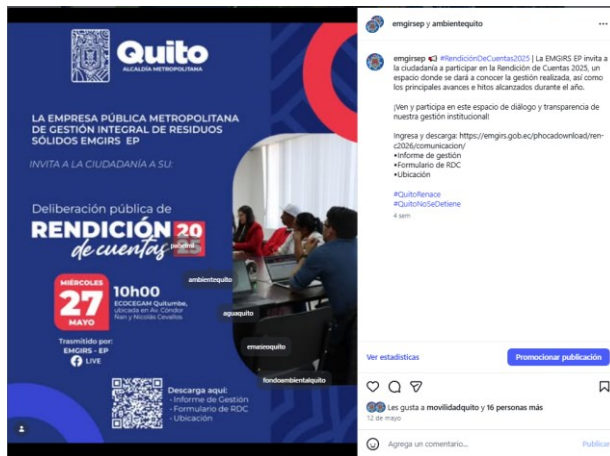 Quito
ALCALDÍA METROPOLITANA
LA EMPRESA PÚBLICA METROPOLITANA
DE GESTIÓN INTEGRAL DE RESIDUOS
SÓLIDOS EMGIRS EP
INVITA A LA CIUDADANÍA A SU:
Deliberación pública de
RENDICIÓN 20
de cuentas 25
ambientequito
aguaquito
emaseoquito
fondoambientalquito
MIÉRCOLES
27
MAYO
10h00
ECOCEGAM Quitumbe,
ubicada en Av. Cóndor
Ñan y Nicolás Cevallos
Trasmitido por:
EMGIRS - EP
LIVE
Descarga aquí:
- Informe de Gestión
- Formulario de RDC
- Ubicación
emgirsep y ambientequito
emgirsep 📢 #RendiciónDeCuentas2025 | La EMGIRS EP invita a
la ciudadanía a participar en la Rendición de Cuentas 2025, un
espacio donde se dará a conocer la gestión realizada, así como
los principales avances e hitos alcanzados durante el año.
¡Ven y participa en este espacio de diálogo y transparencia de
nuestra gestión institucional!
Ingresa y descarga: https://emgirs.gob.ec/phocadownload/ren-
c2026/comunicacion/
•Informe de gestión
•Formulario de RDC
•Ubicación
#QuitoRenace
#QuitoNoSeDetiene
4 sem
Ver estadísticas
Promocionar publicación
Les gusta a movilidadquito y 16 personas más
12 de mayo
Agrega un comentario...
Publicar